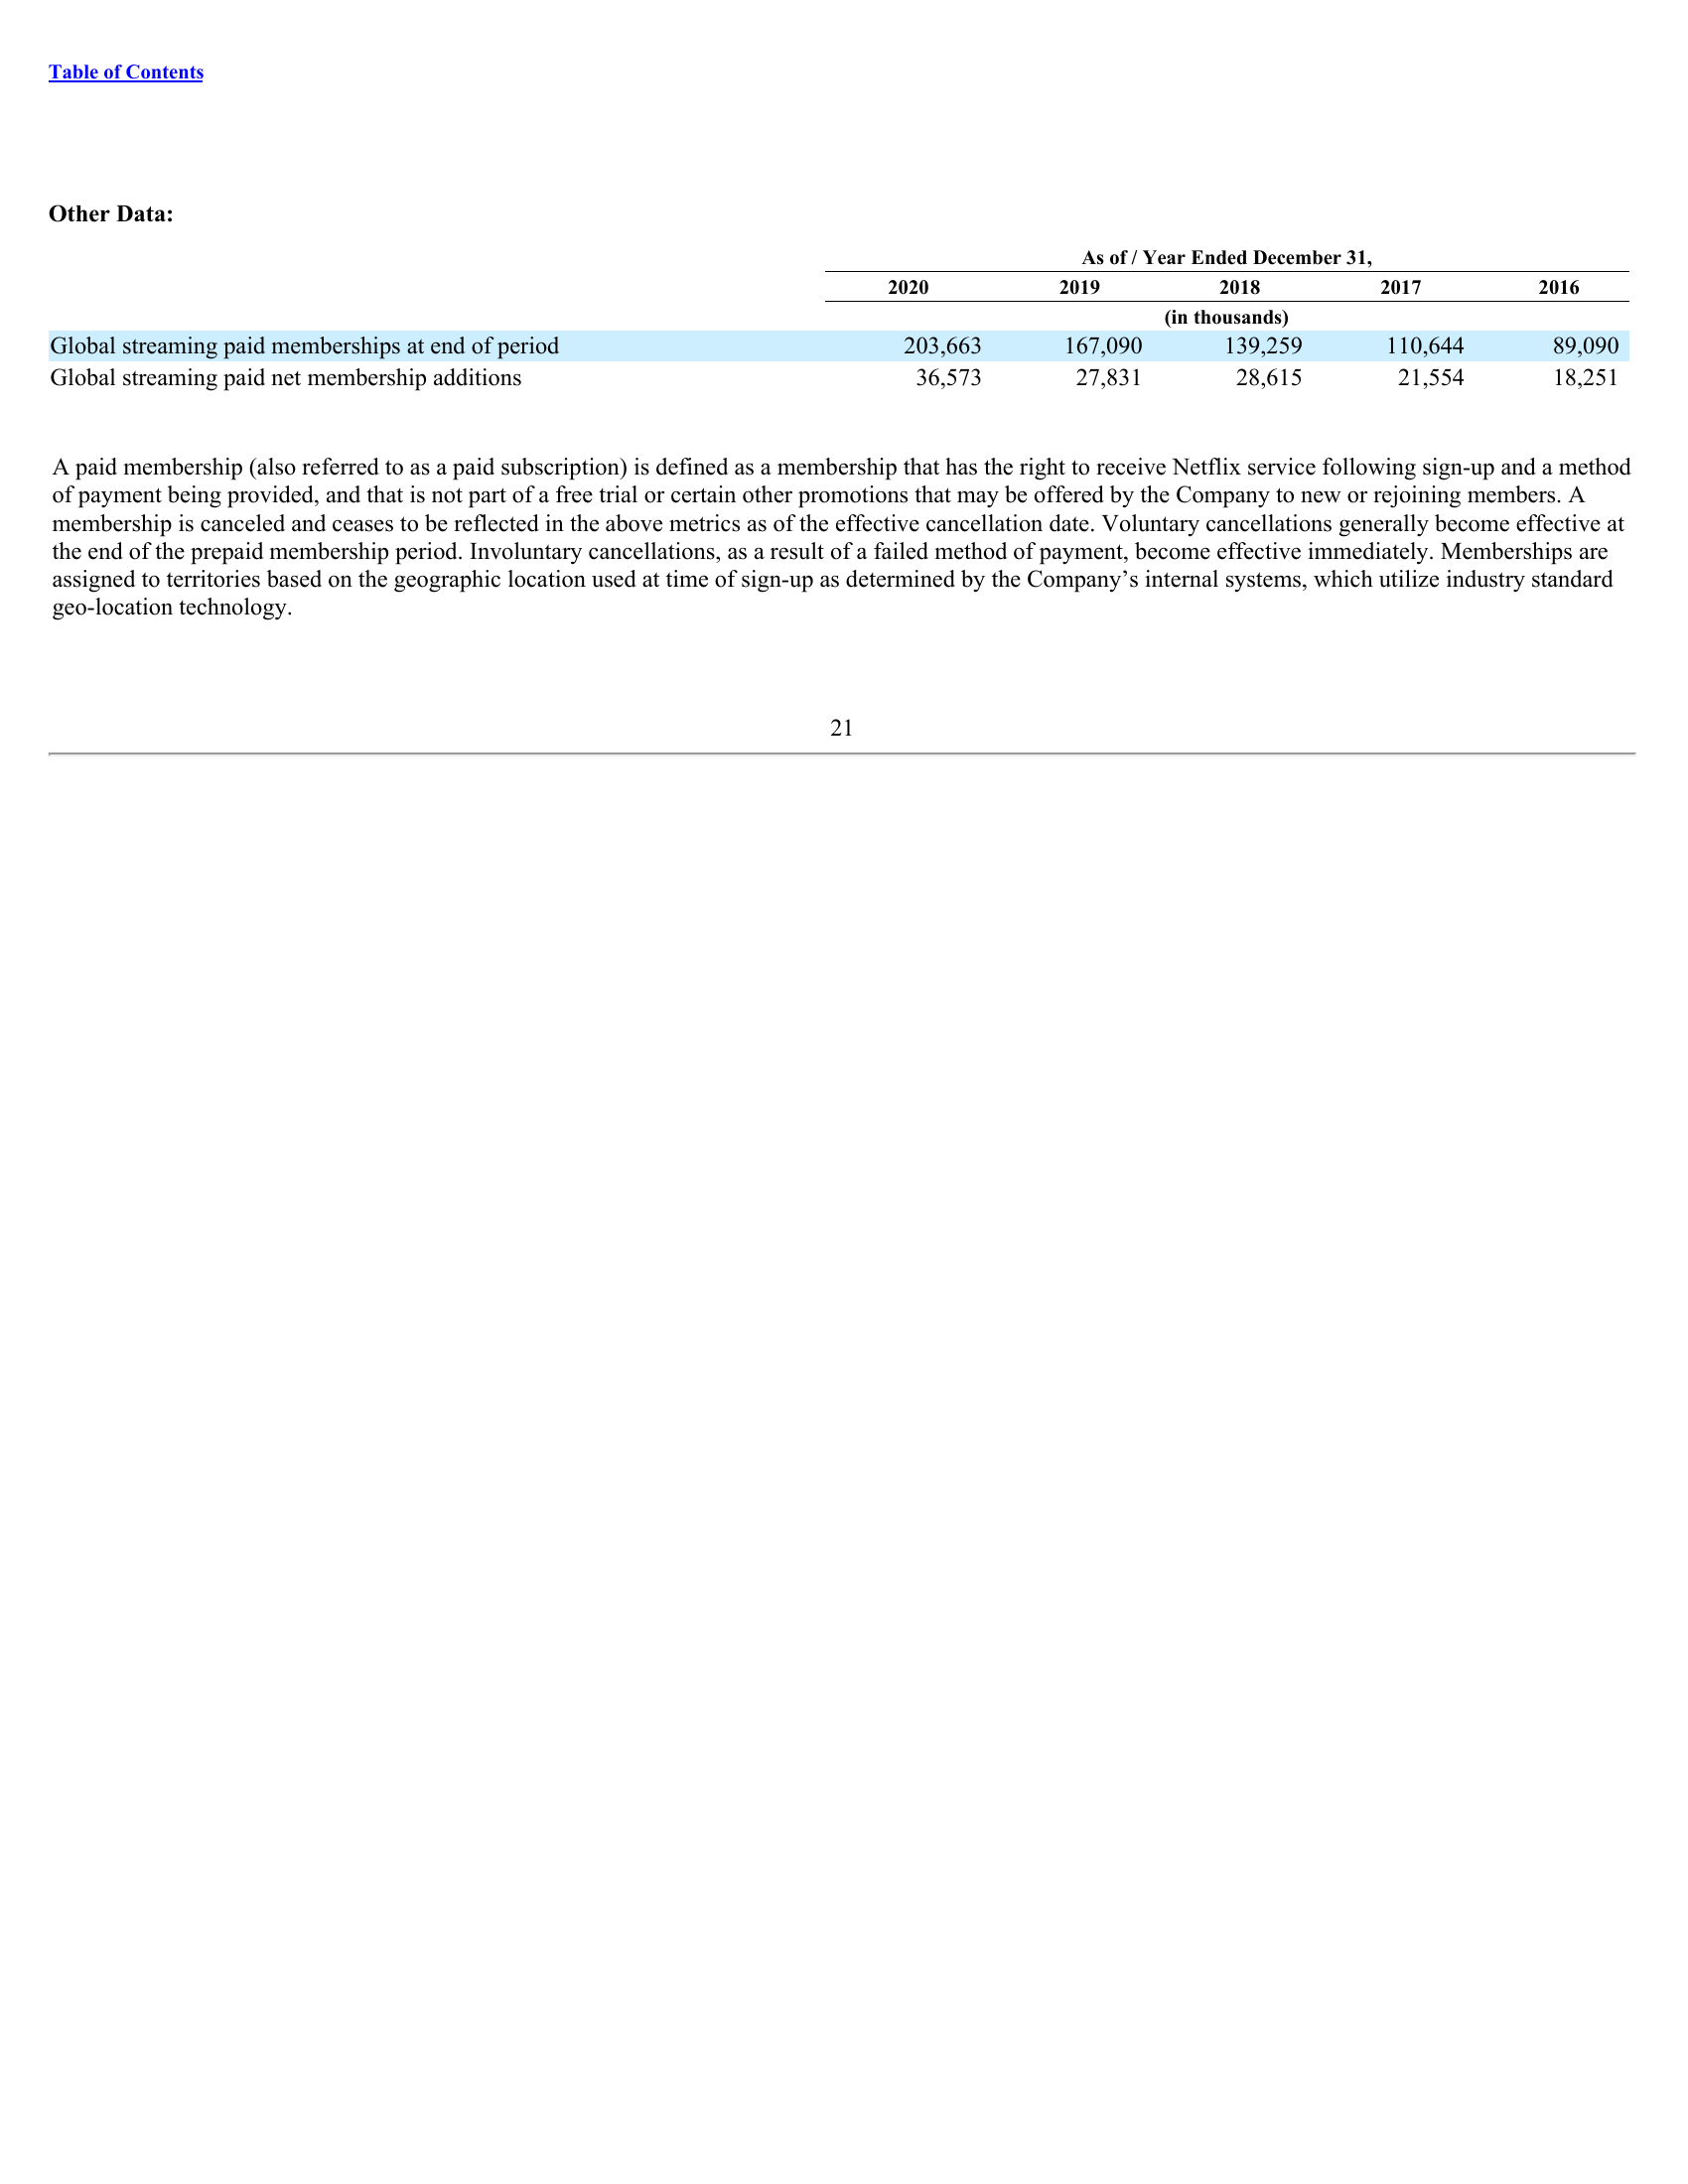 Table of Contents
Other Data:
As of / Year Ended December 31,
2020 2019 2018 2017 2016
(in thousands)
Global streaming paid memberships at end of period 203,663 167,090 139,259 110,644 89,090
Global streaming paid net membership additions 36,573 27,831 28,615 21,554 18,251
A paid membership (also referred to as a paid subscription) is defined as a membership that has the right to receive Netflix service following sign-up and a method
of payment being provided, and that is not part of a free trial or certain other promotions that may be offered by the Company to new or rejoining members. A
membership is canceled and ceases to be reflected in the above metrics as of the effective cancellation date. Voluntary cancellations generally become effective at
the end of the prepaid membership period. Involuntary cancellations, as a result of a failed method of payment, become effective immediately. Memberships are
assigned to territories based on the geographic location used at time of sign-up as determined by the Company’s internal systems, which utilize industry standard
geo-location technology.
21